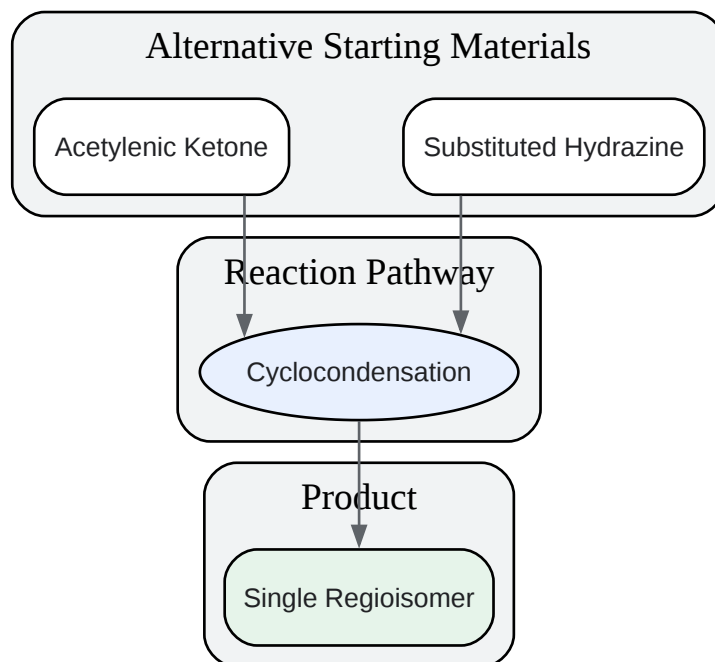 Alternative Starting Materials
Acetylenic Ketone
Substituted Hydrazine
Reaction Pathway
Cyclocondensation
Product
Single Regioisomer